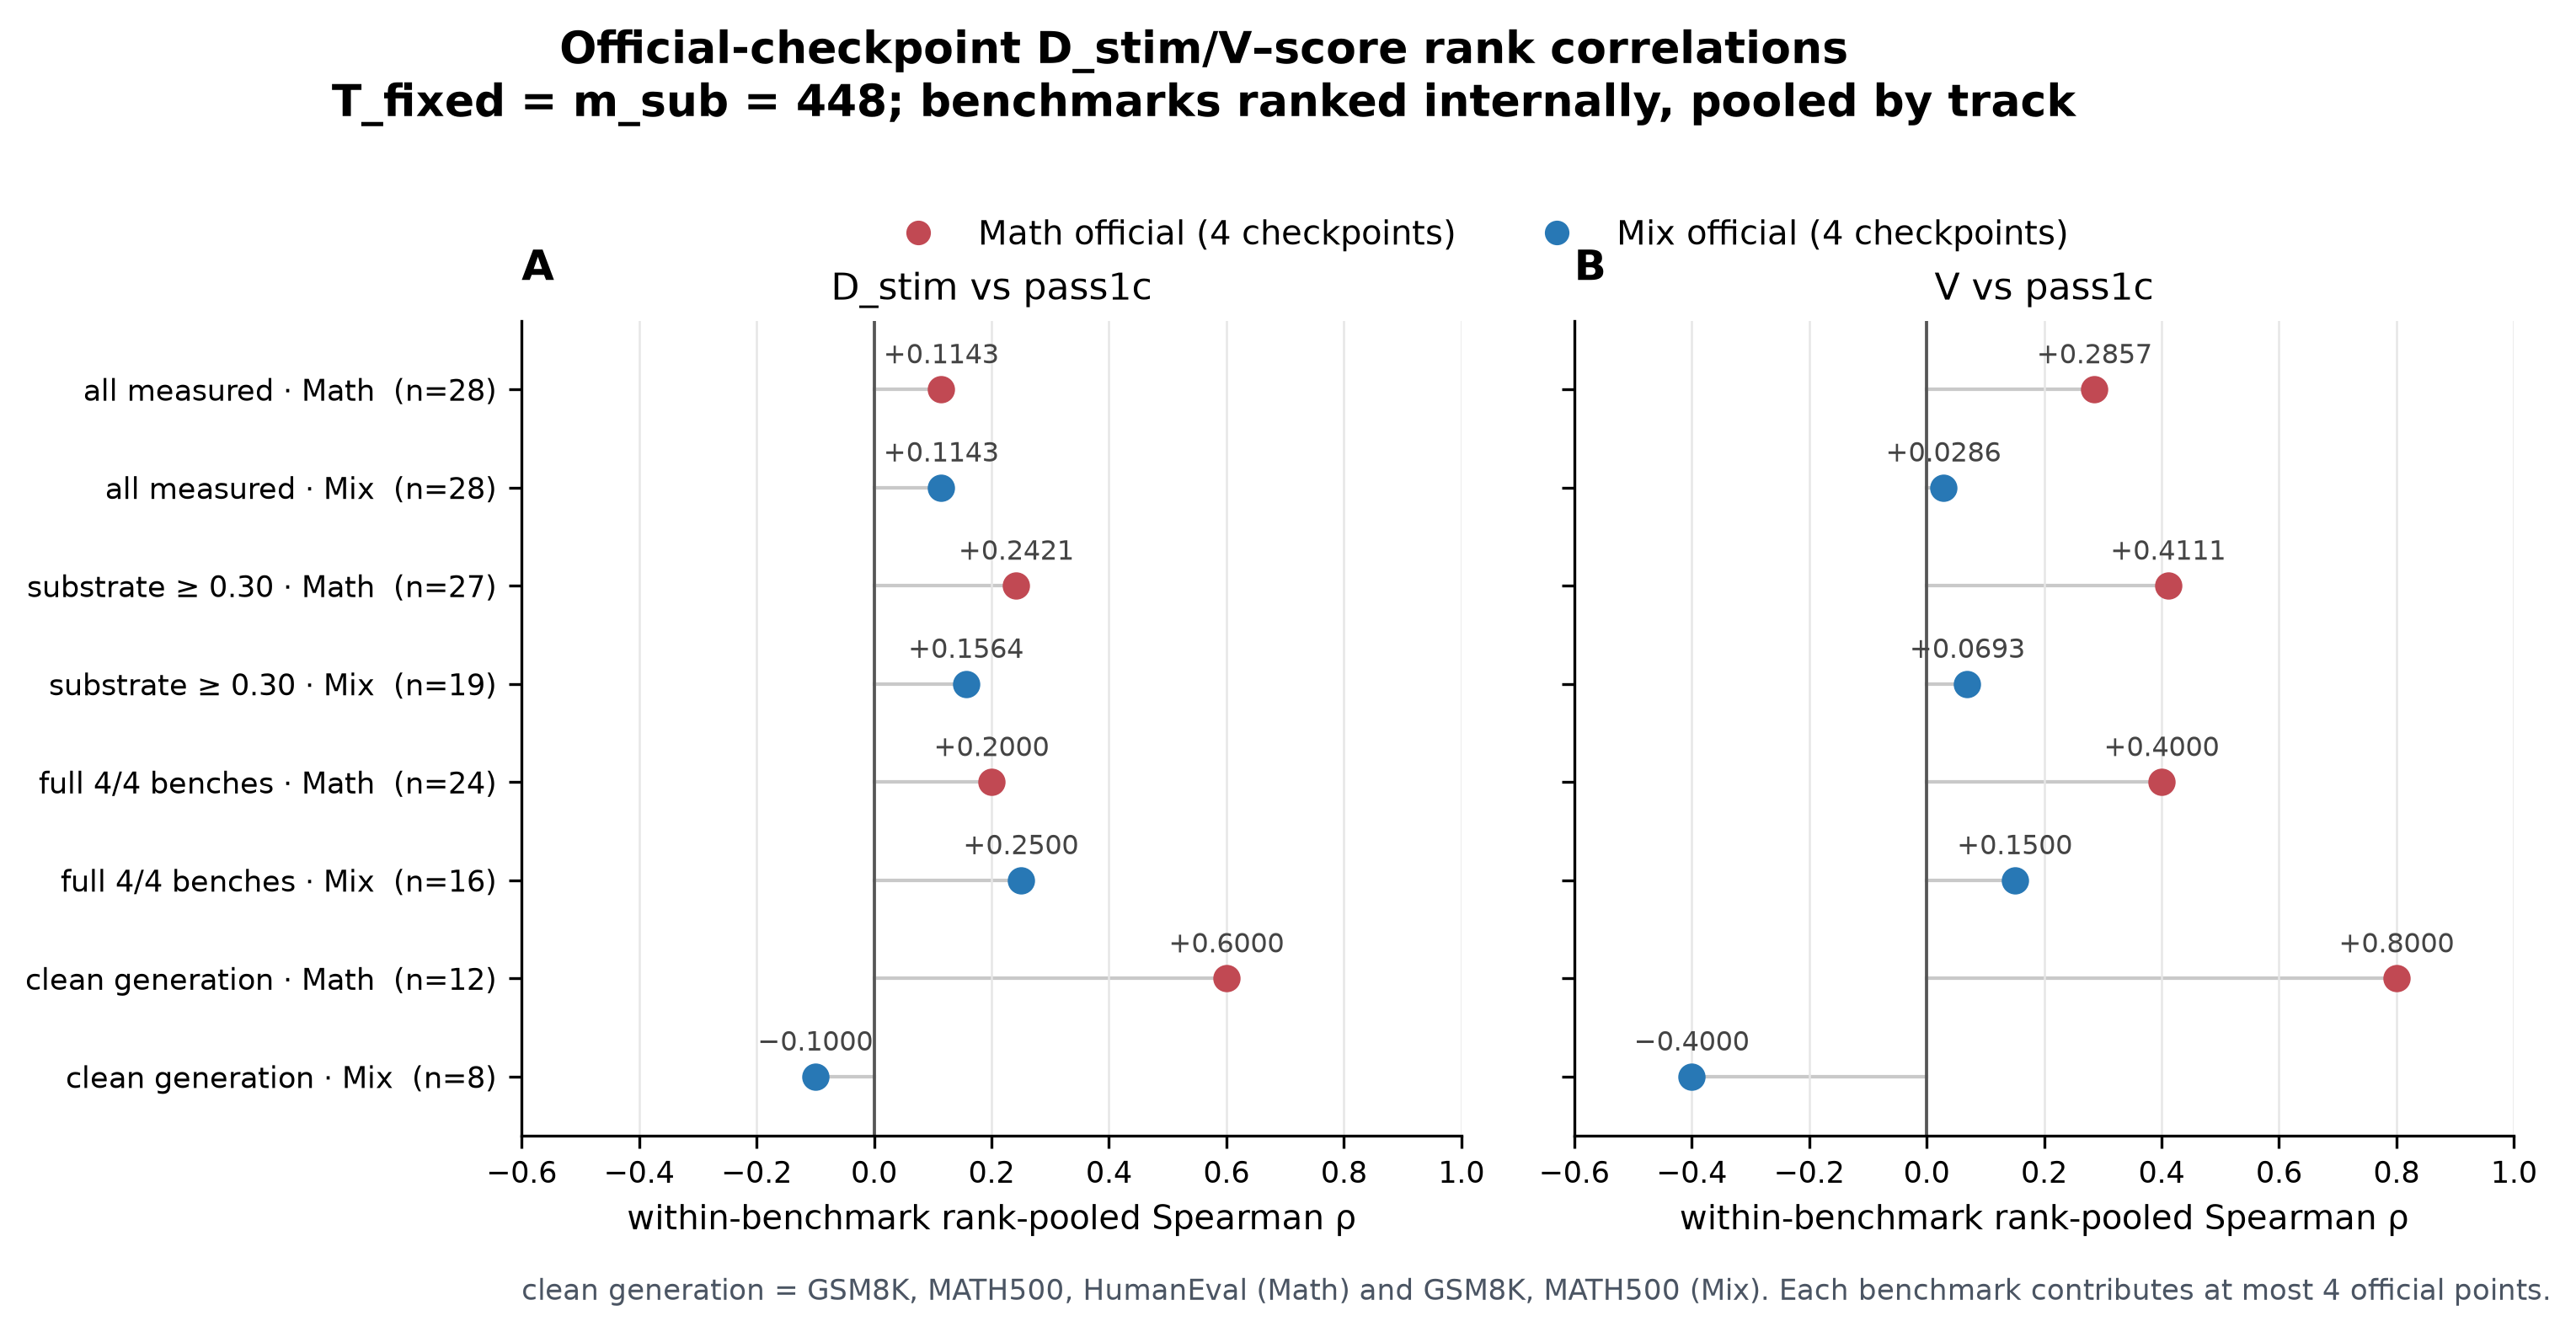 Official-checkpoint D_stim/V–score rank correlations
T_fixed = m_sub = 448; benchmarks ranked internally, pooled by track
Math official (4 checkpoints)
Mix official (4 checkpoints)
A
D_stim vs pass1c
B
V vs pass1c
all measured · Math (n=28)
all measured · Mix (n=28)
substrate ≥ 0.30 · Math (n=27)
substrate ≥ 0.30 · Mix (n=19)
full 4/4 benches · Math (n=24)
full 4/4 benches · Mix (n=16)
clean generation · Math (n=12)
clean generation · Mix (n=8)
+0.1143
+0.1143
+0.2421
+0.1564
+0.2000
+0.2500
+0.6000
−0.1000
−0.6 −0.4 −0.2 0.0 0.2 0.4 0.6 0.8 1.0
within-benchmark rank-pooled Spearman ρ
+0.2857
+0.0286
+0.4111
+0.0693
+0.4000
+0.1500
+0.8000
−0.4000
−0.6 −0.4 −0.2 0.0 0.2 0.4 0.6 0.8 1.0
within-benchmark rank-pooled Spearman ρ
clean generation = GSM8K, MATH500, HumanEval (Math) and GSM8K, MATH500 (Mix). Each benchmark contributes at most 4 official points.